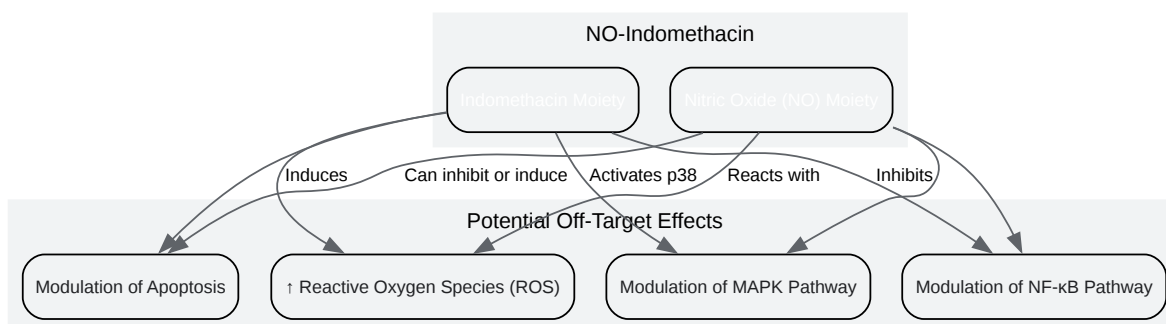 NO-Indomethacin
Indomethacin Moiety
Nitric Oxide (NO) Moiety
Induces
Can inhibit or induce
Activates p38
Reacts with
Inhibits
Potential Off-Target Effects
Modulation of Apoptosis
↑ Reactive Oxygen Species (ROS)
Modulation of MAPK Pathway
Modulation of NF-κB Pathway